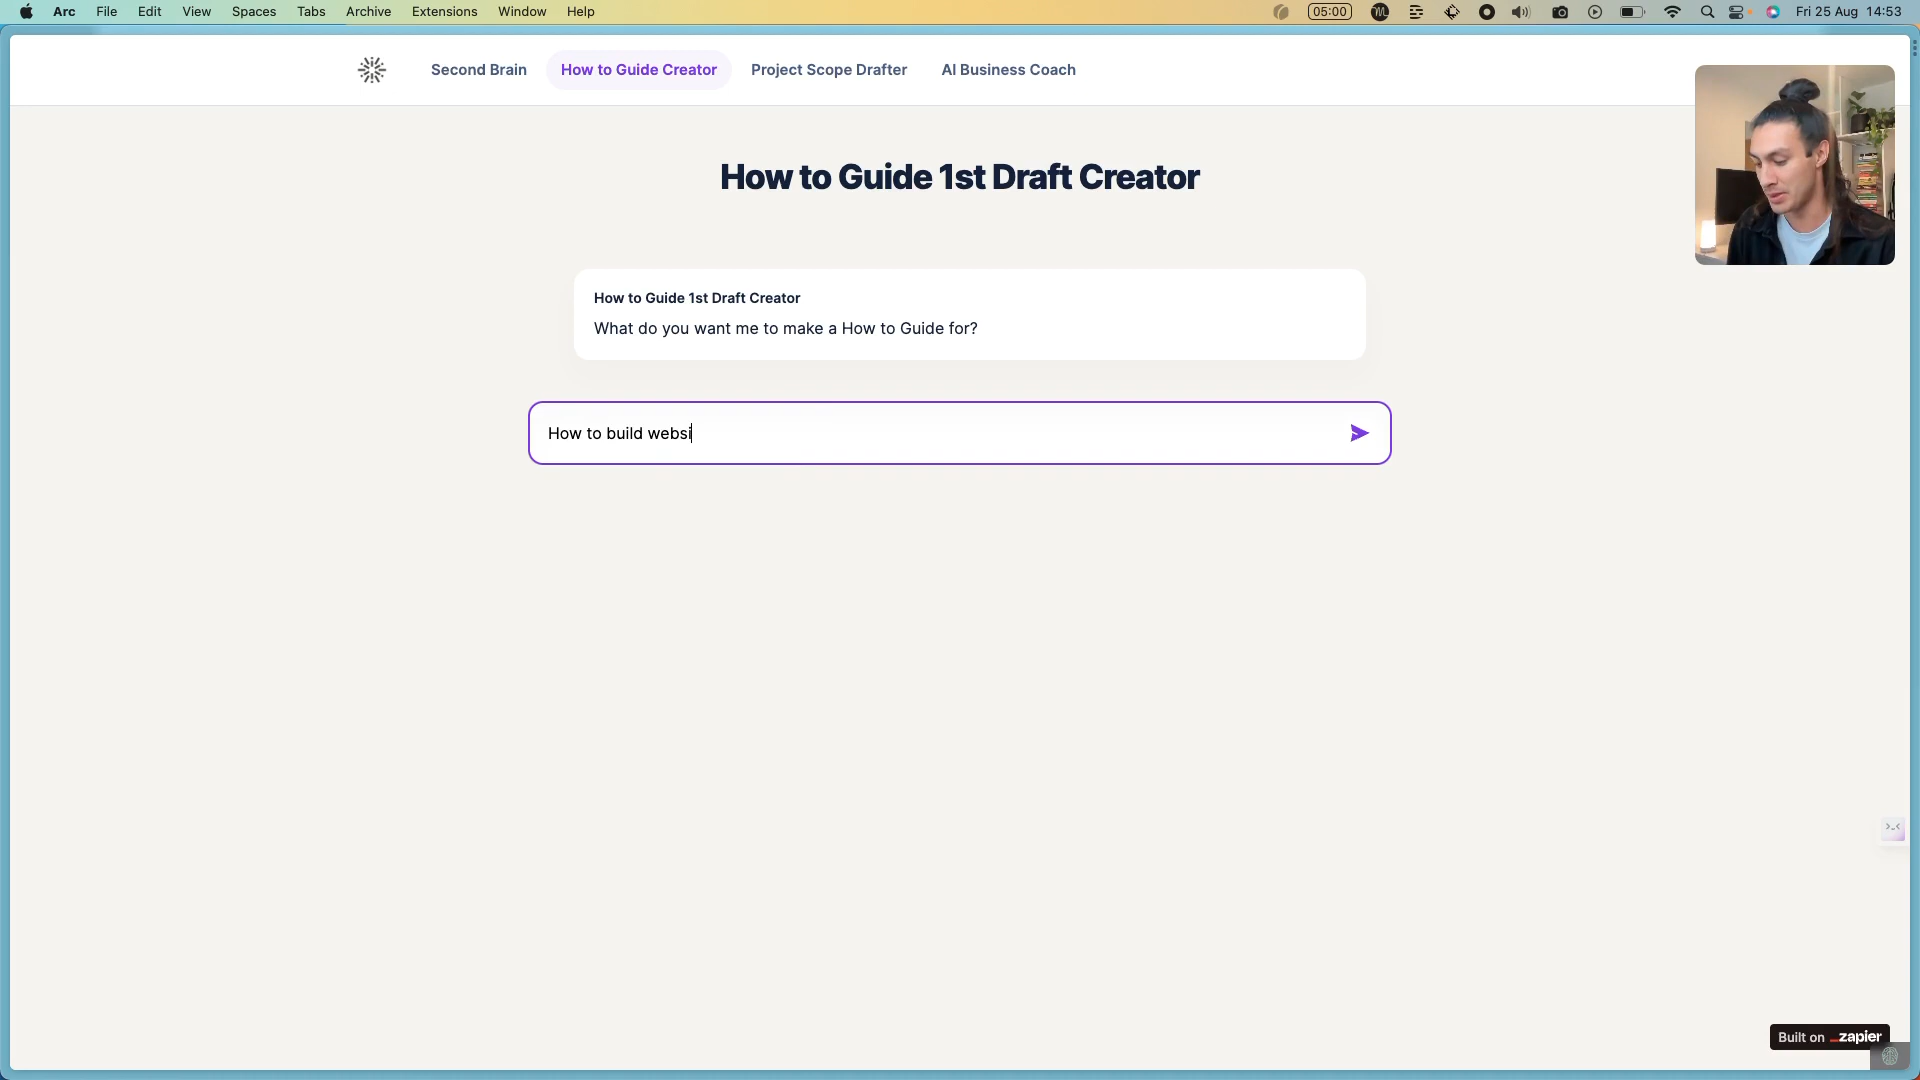 Arc File Edit View Spaces Tabs Archive Extensions Window Help 05:00 Fri 25 Aug 14:53
Second Brain How to Guide Creator Project Scope Drafter AI Business Coach
How to Guide 1st Draft Creator
How to Guide 1st Draft Creator
What do you want me to make a How to Guide for?
How to build websi
Built on _zapier